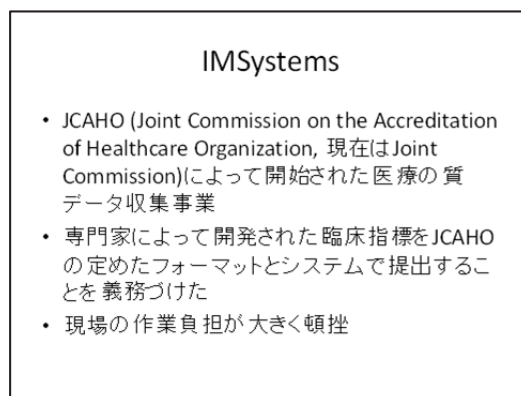 IMSystems
• JCAHO (Joint Commission on the Accreditation
of Healthcare Organization, 現在はJoint
Commission)によって開始された医療の質
データ収集事業
• 専門家によって開発された臨床指標をJCAHO
の定めたフォーマットとシステムで提出するこ
とを義務づけた
• 現場の作業負担が大きく頓挫